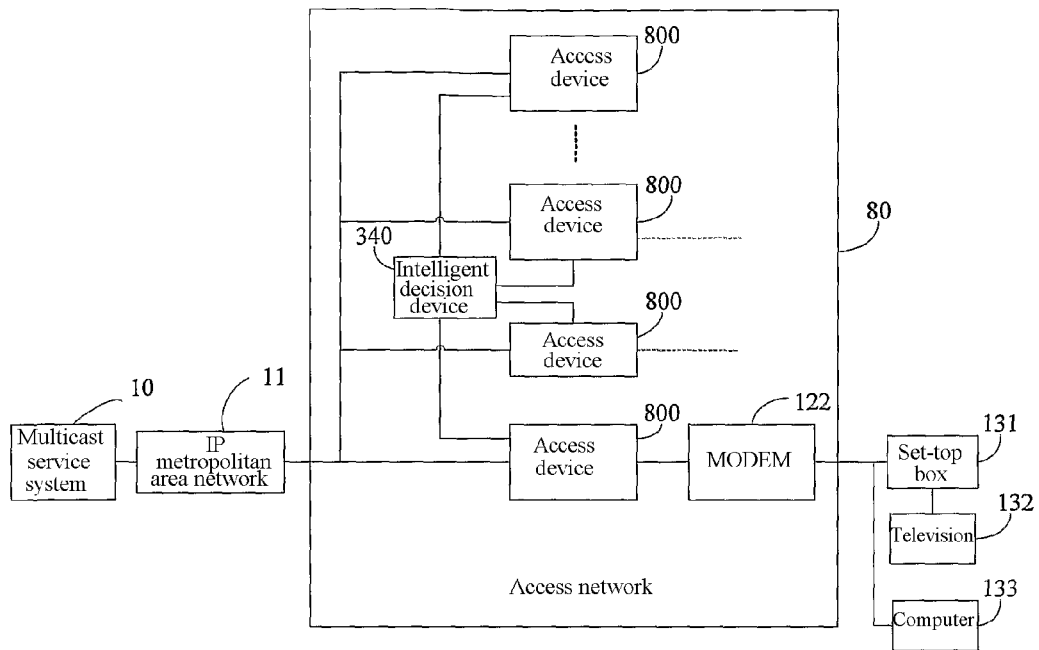 Access
device
800
Access
device
800
80
340
Intelligent
decision
device
Access
device
800
10
Multicast
service
system
11
IP
metropolitan
area network
Access
device
800
122
MODEM
131
Set-top
box
132
Television
133
Computer
Access network